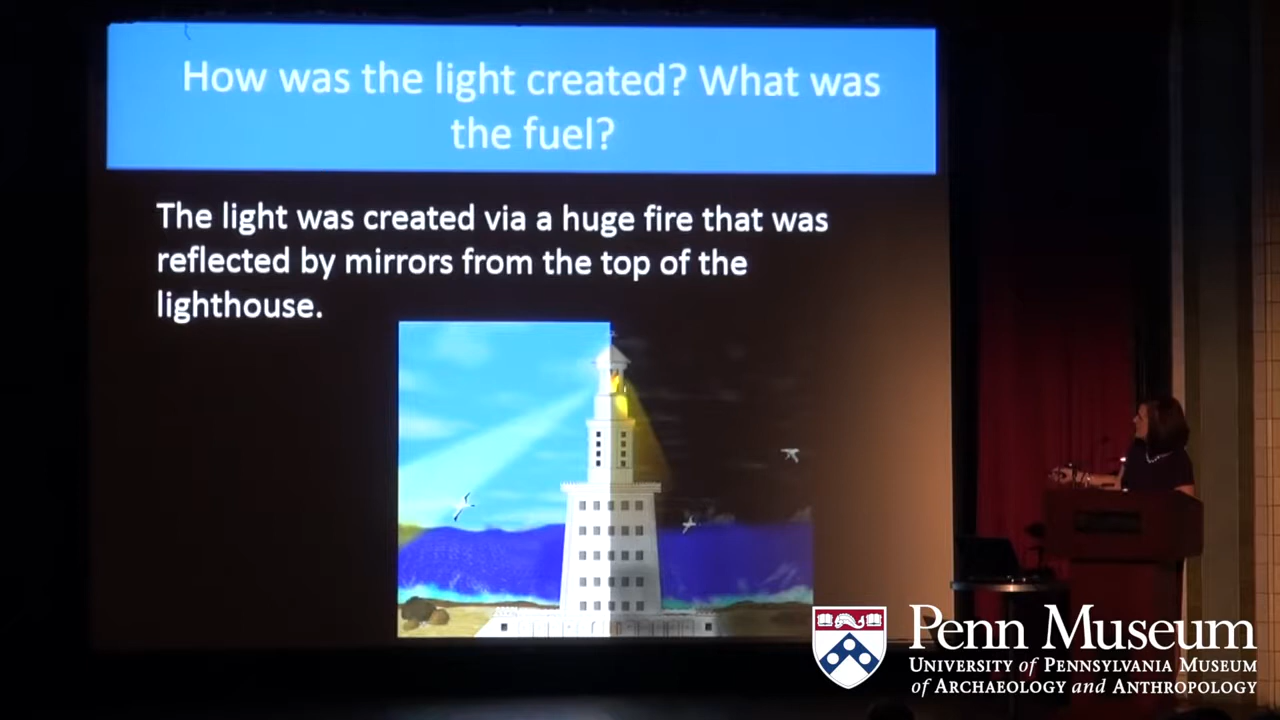 How was the light created? What was
the fuel?
The light was created via a huge fire that was
reflected by mirrors from the top of the
lighthouse.
Penn Museum
University of Pennsylvania Museum
of Archaeology and Anthropology